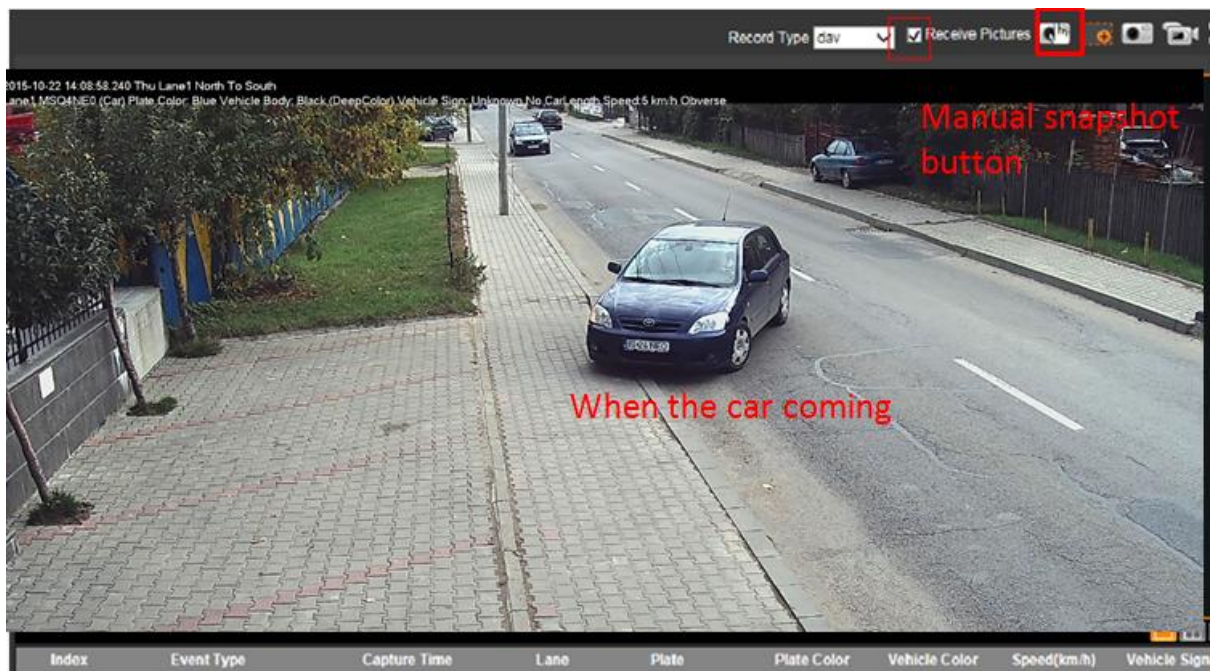 Record Type dav Receive Pictures
2015-10-22 14:08:58.240 Thu Lane1 North To South
Lane1 MSO4NE0 (Car) Plate Color: Blue Vehicle Body: Black (DeepColor) Vehicle Sign: Unknown No CarLength Speed:5 km/h Obverse
Manual snapshot
button
When the car coming
Index Event Type Capture Time Lane Plate Plate Color Vehicle Color Speed(km/h) Vehicle Sign